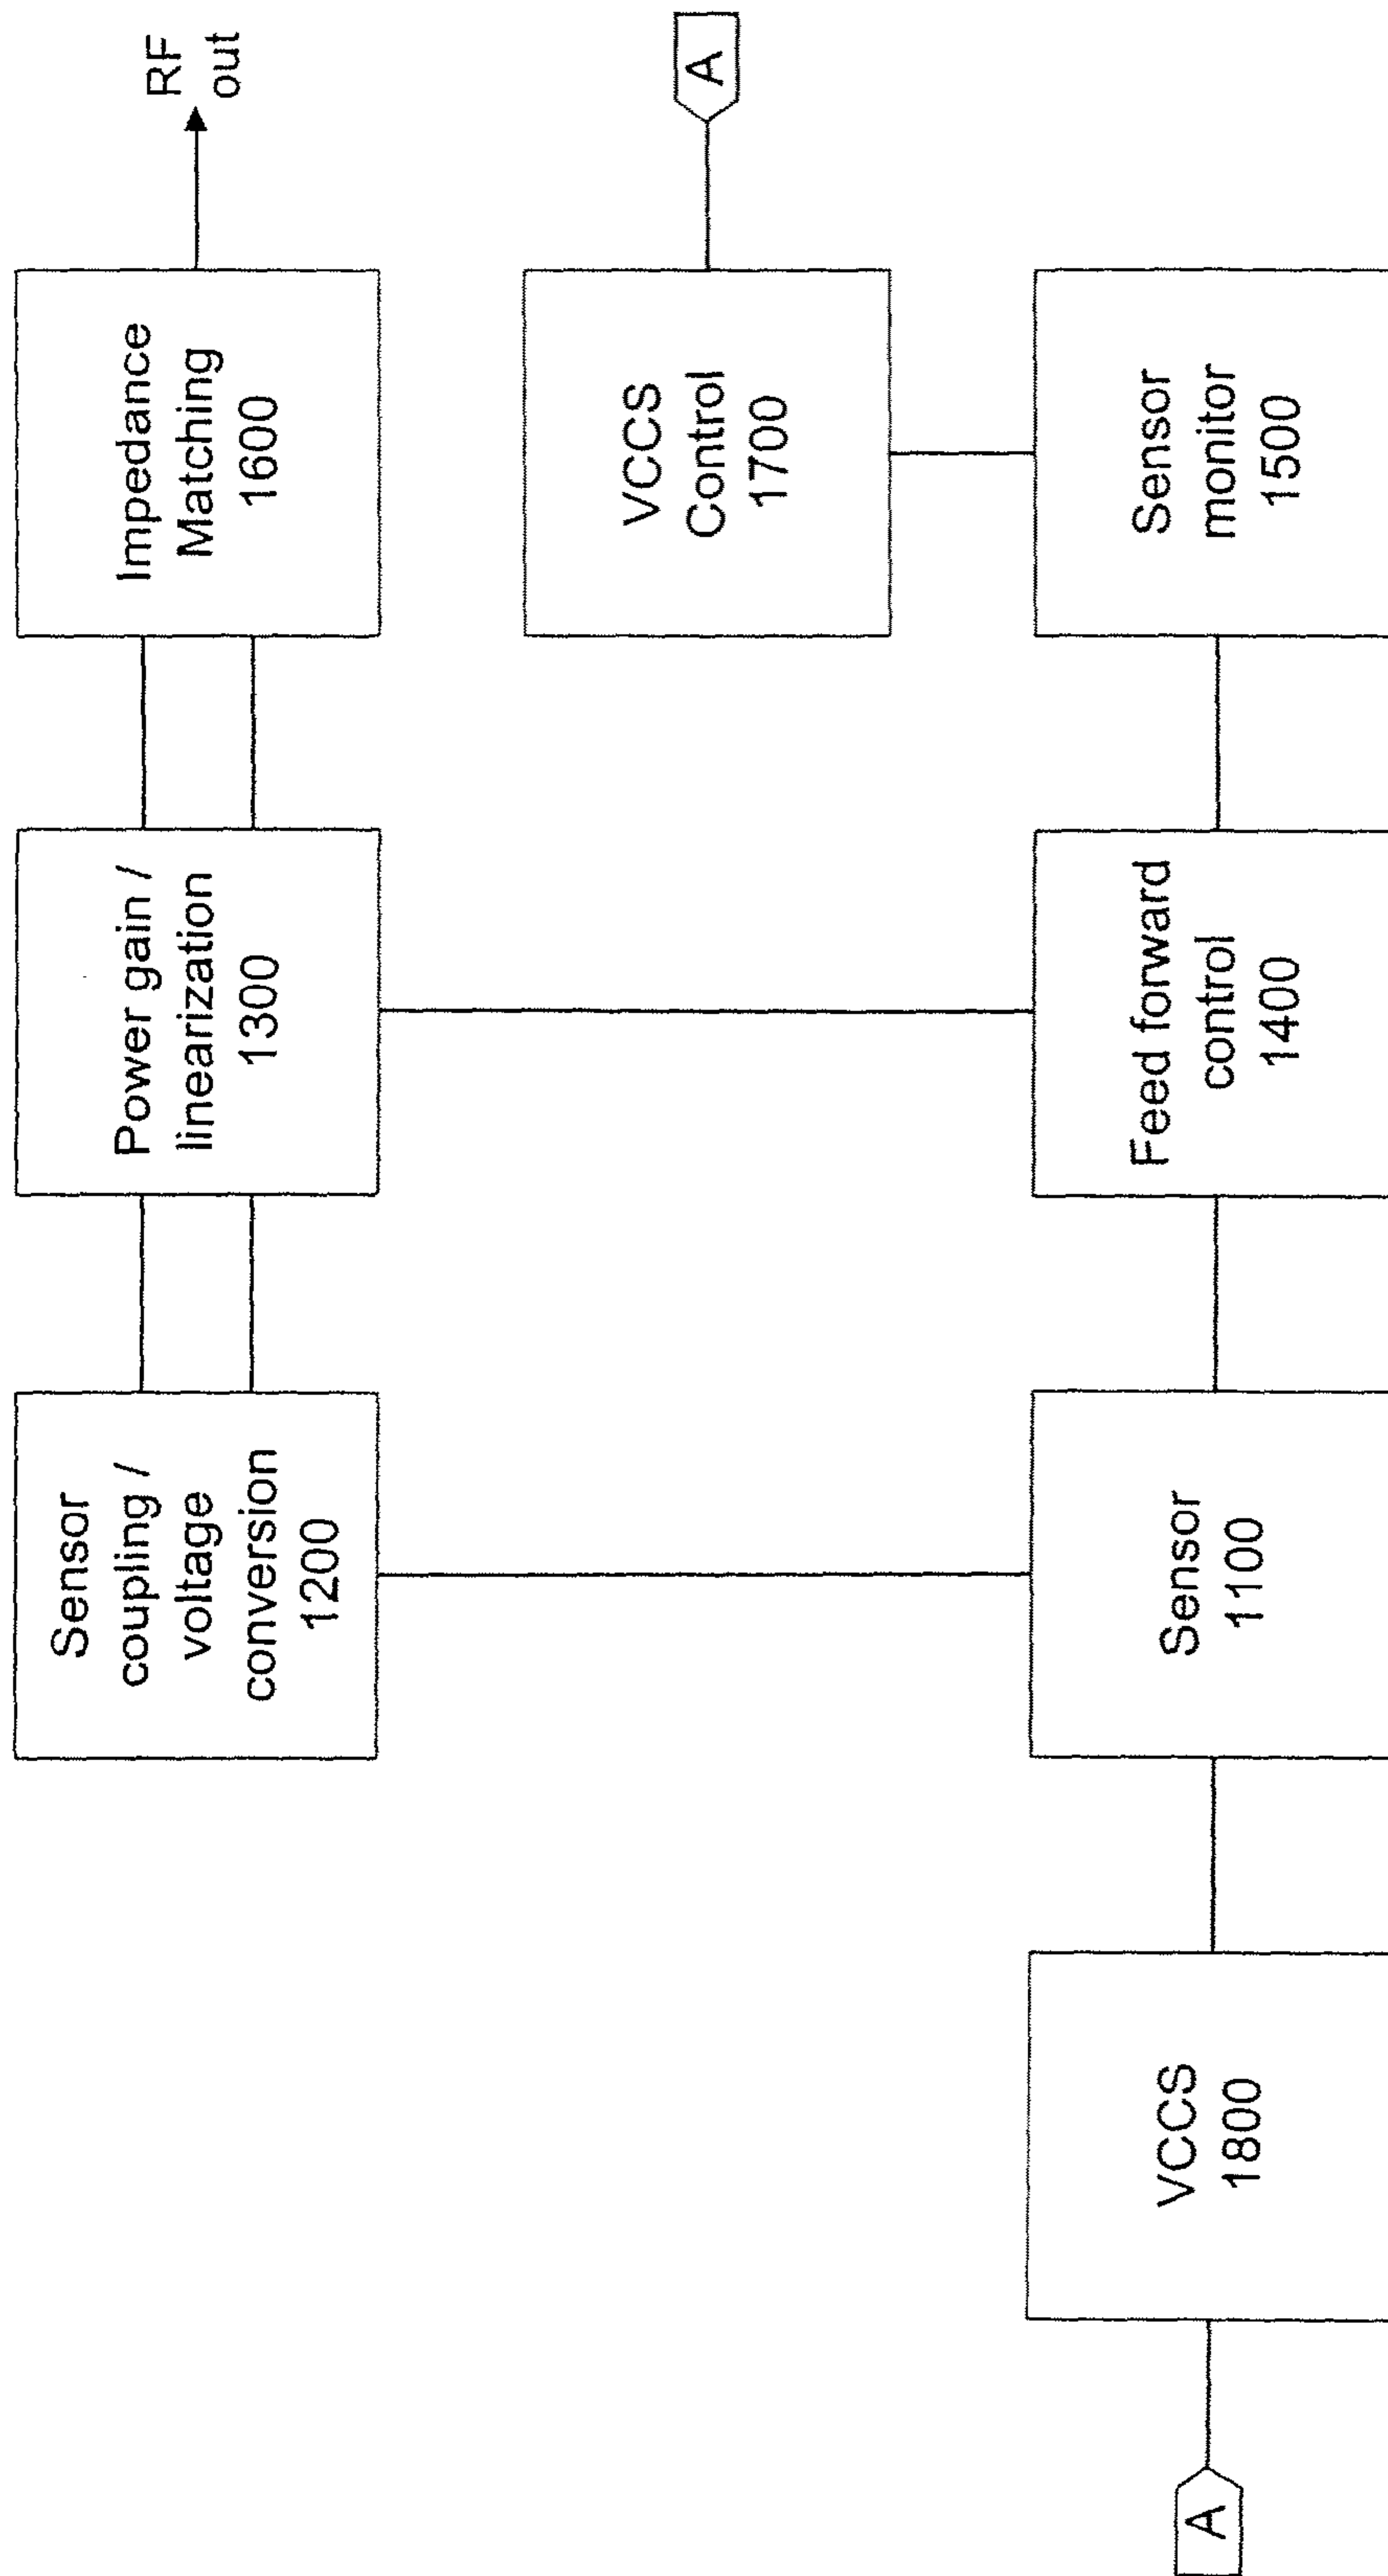 Sensor
coupling /
voltage
conversion
1200
Power gain /
linearization
1300
Impedance
Matching
1600
RF
out
VCCS
Control
1700
A
A
VCCS
1800
Sensor
1100
Feed forward
control
1400
Sensor
monitor
1500